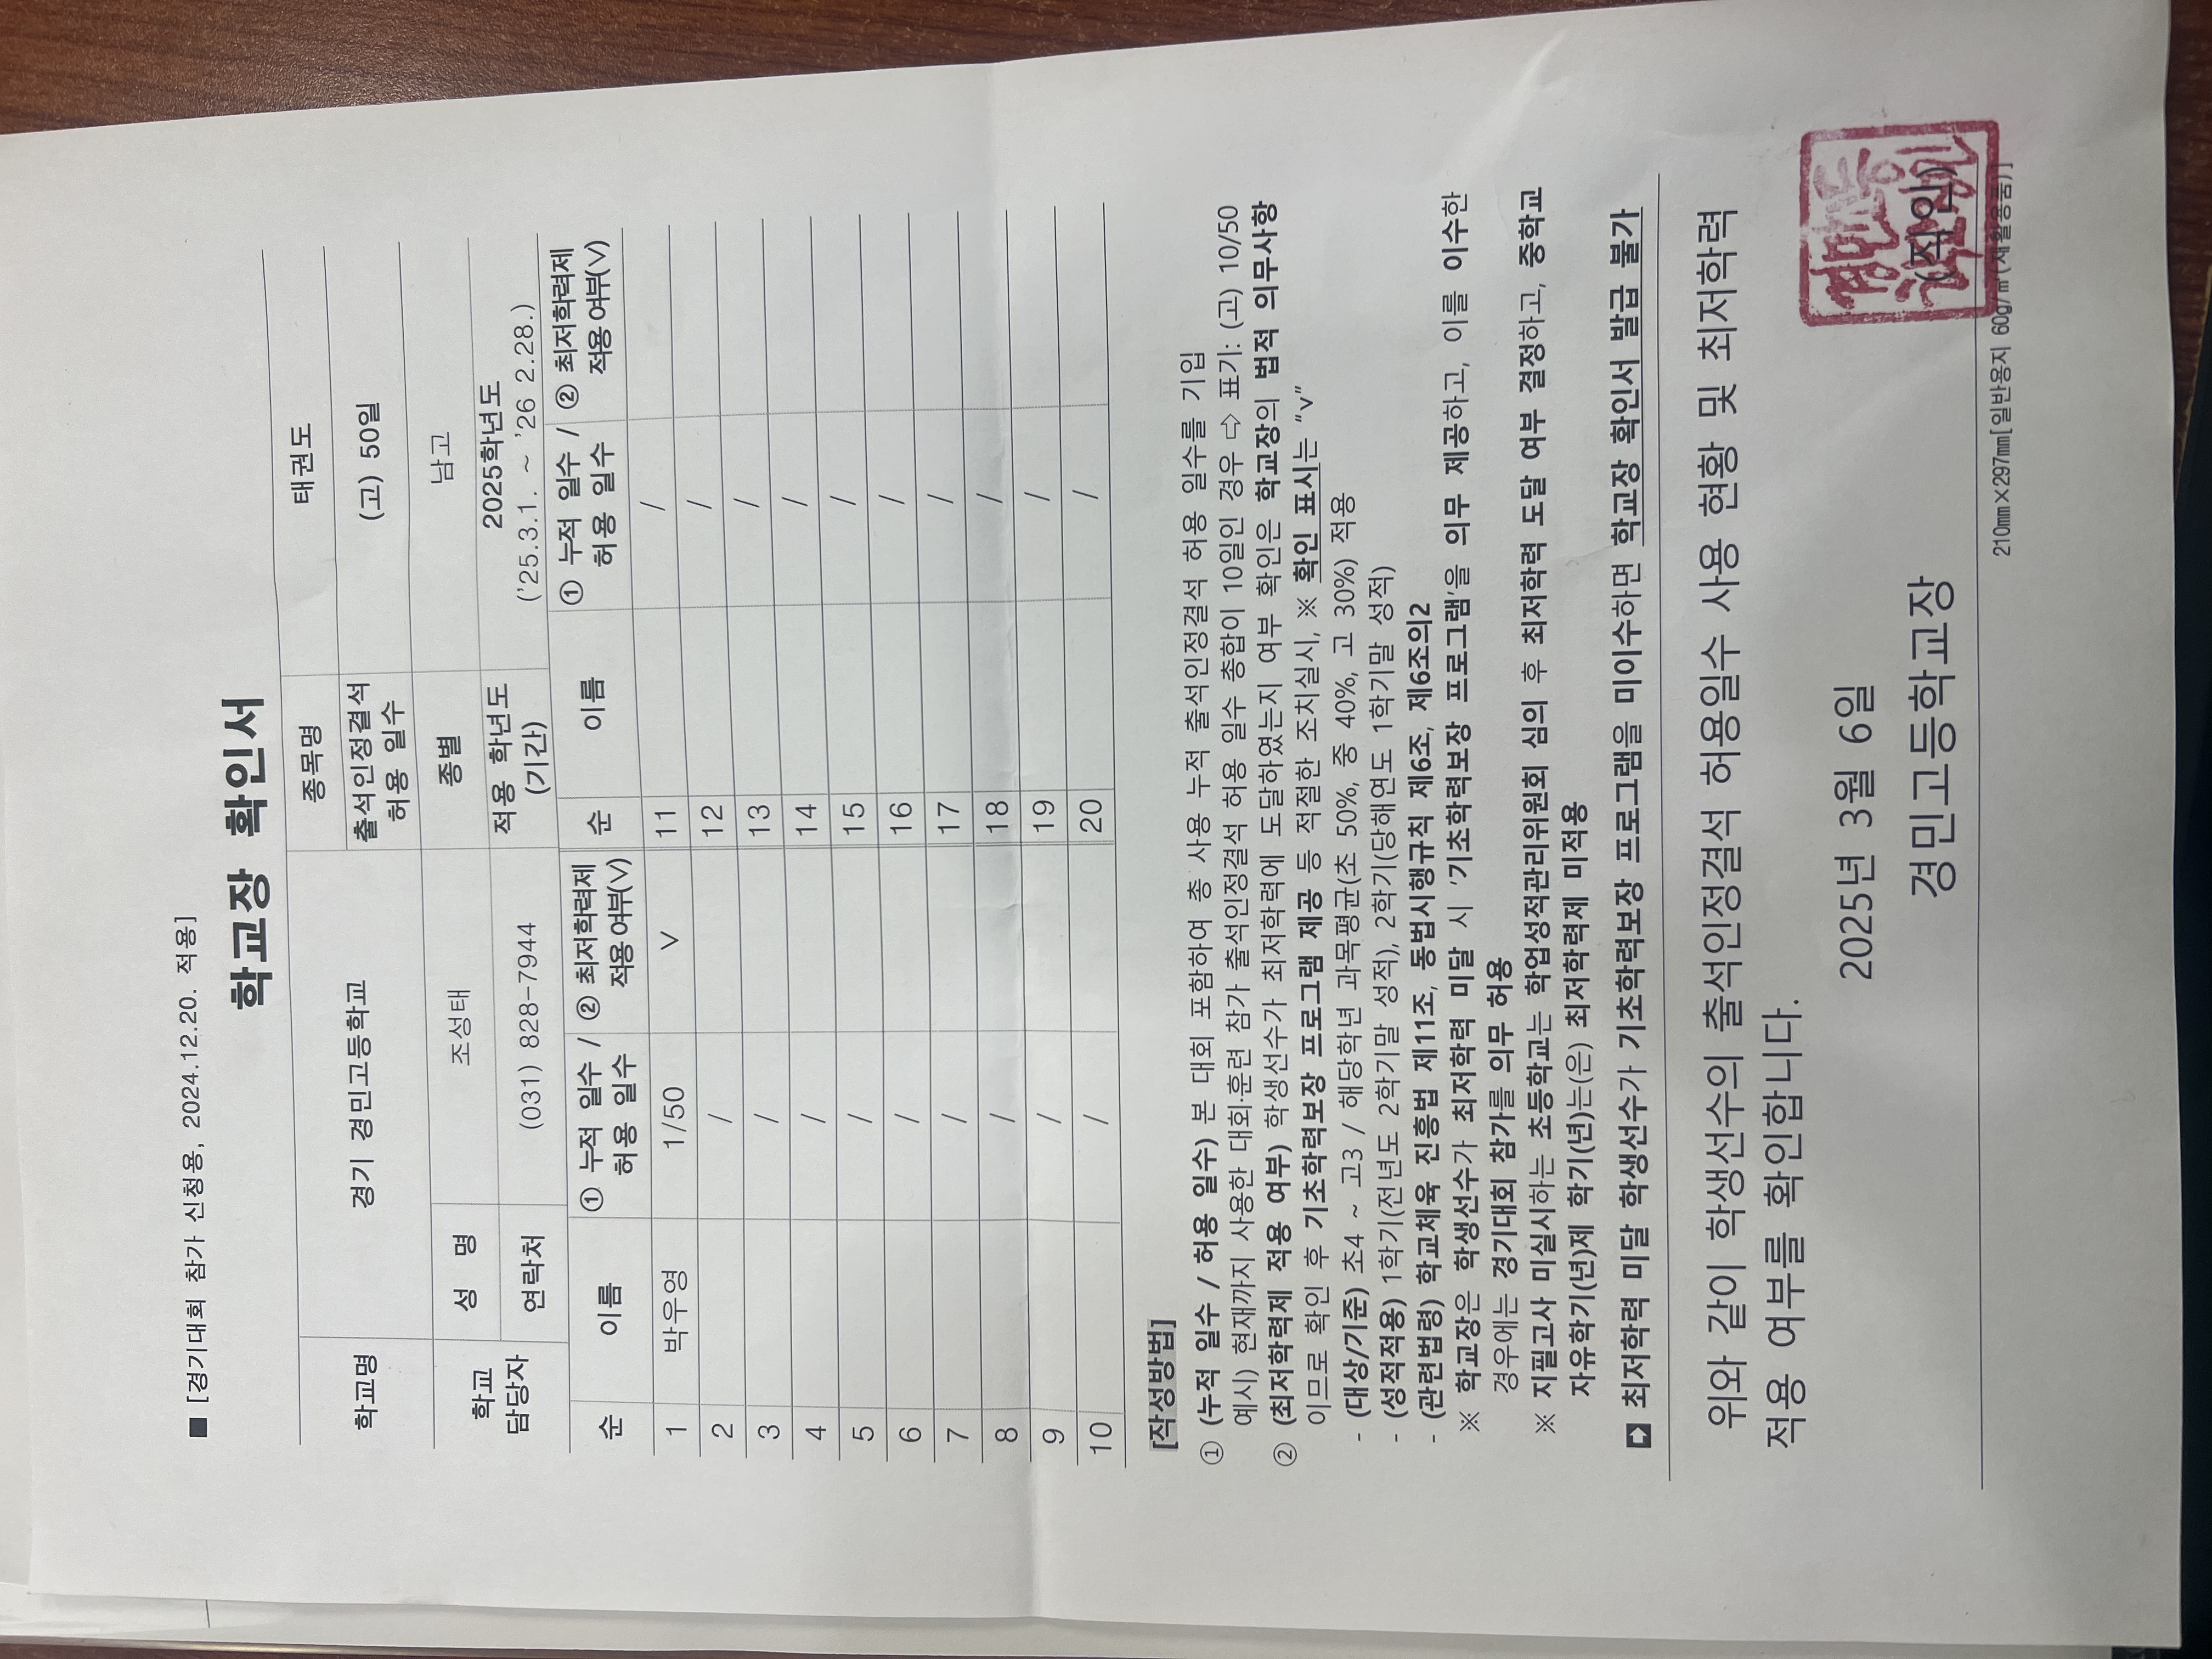 ■ [경기대회 참가 신청용, 2024.12.20. 적용]
학교장 확인서
학교명 경기 경민고등학교 종목명 태권도
출석인정결석 허용 일수 (고) 50일
학교 담당자 성 명 조성태 종별 남고
연락처 (031) 828-7944 적용 학년도 (기간) 2025학년도 ('25.3.1. ~ '26 2.28.)
순 이름 ① 누적 일수 / 허용 일수 ② 최저학력제 적용여부(V) 순 이름 ① 누적 일수 / 허용 일수 ② 최저학력제 적용여부(V)
1 박우영 1/50 V 11 /
2 / 12 /
3 / 13 /
4 / 14 /
5 / 15 /
6 / 16 /
7 / 17 /
8 / 18 /
9 / 19 /
10 / 20 /
[작성방법]
① (누적 일수 / 허용 일수) 본 대회 포함하여 총 사용 누적 출석인정결석 허용 일수를 기입
예시) 현재까지 사용한 대회·훈련 참가 출석인정결석 허용 일수 총합이 10일인 경우 ⇨ 표기: (고) 10/50
② (최저학력제 적용 여부) 학생선수가 최저학력에 도달하였는지 여부 확인은 학교장의 법적 의무사항
이므로 확인 후 기초학력보장 프로그램 제공 등 적절한 조치실시, ※ 확인 표시는 “v”
- (대상/기준) 초4 ~ 고3 / 해당학년 과목평균(초 50%, 중 40%, 고 30%) 적용
- (성적적용) 1학기(전년도 2학기말 성적), 2학기(당해연도 1학기말 성적)
- (관련법령) 학교체육 진흥법 제11조, 동법시행규칙 제6조, 제6조의2
※ 학교장은 학생선수가 최저학력 미달 시 '기초학력보장 프로그램'을 의무 제공하고, 이를 이수한
경우에는 경기대회 참가를 의무 허용
※ 지필고사 미실시하는 초등학교는 학업성적관리위원회 심의 후 최저학력 도달 여부 결정하고, 중학교
자유학기(년)제 학기(년)는(은) 최저학력제 미적용
➡ 최저학력 미달 학생선수가 기초학력보장 프로그램을 미이수하면 학교장 확인서 발급 불가
위와 같이 학생선수의 출석인정결석 허용일수 사용 현황 및 최저학력
적용 여부를 확인합니다.
2025년 3월 6일
경민고등학교장 (직인)
210㎜×297㎜[일반용지 60g/㎡(재활용품)]